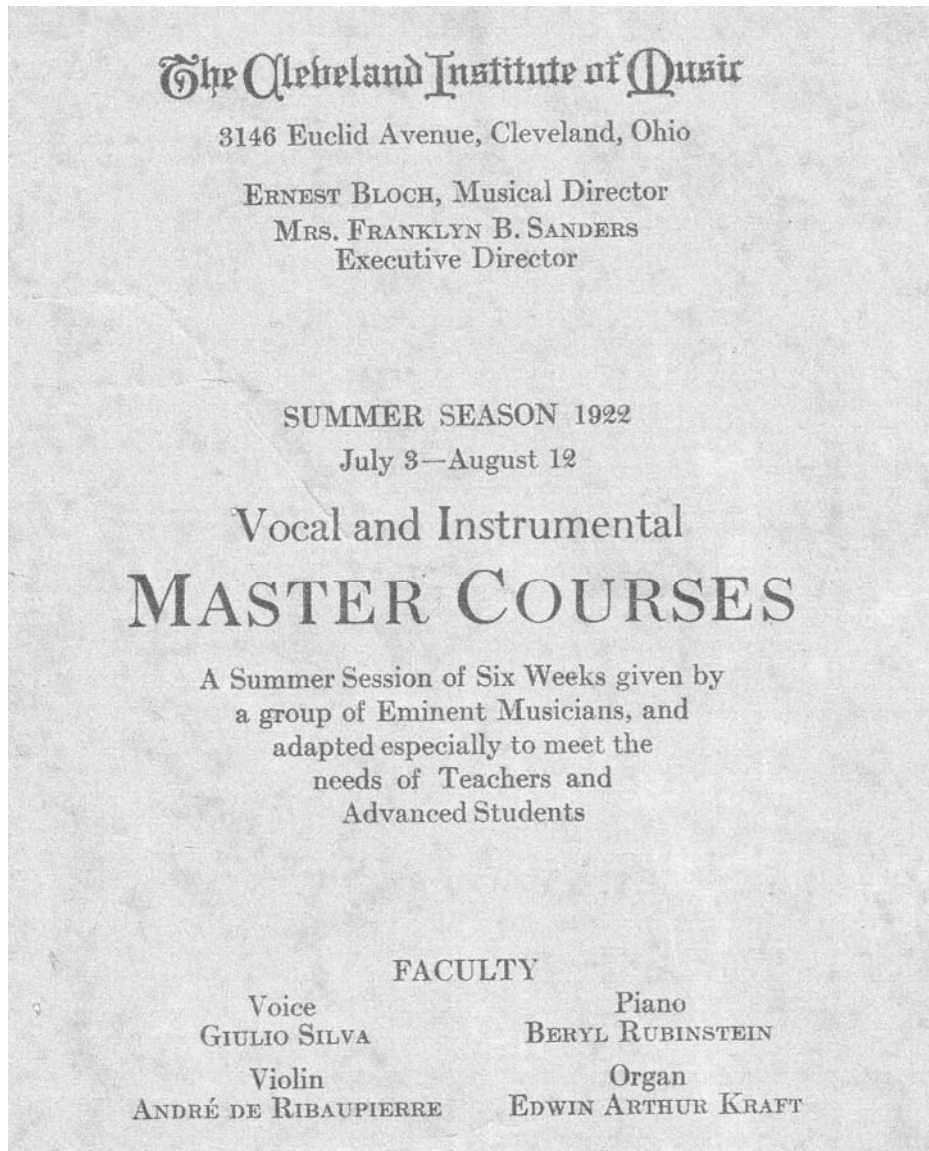 The Cleveland Institute of Music
3146 Euclid Avenue, Cleveland, Ohio
ERNEST BLOCH, Musical Director
MRS. FRANKLYN B. SANDERS
Executive Director
SUMMER SEASON 1922
July 3—August 12
Vocal and Instrumental
MASTER COURSES
A Summer Session of Six Weeks given by
a group of Eminent Musicians, and
adapted especially to meet the
needs of Teachers and
Advanced Students
FACULTY
Voice
GIULIO SILVA
Piano
BERYL RUBINSTEIN
Violin
ANDRÉ DE RIBAUPIERRE
Organ
EDWIN ARTHUR KRAFT